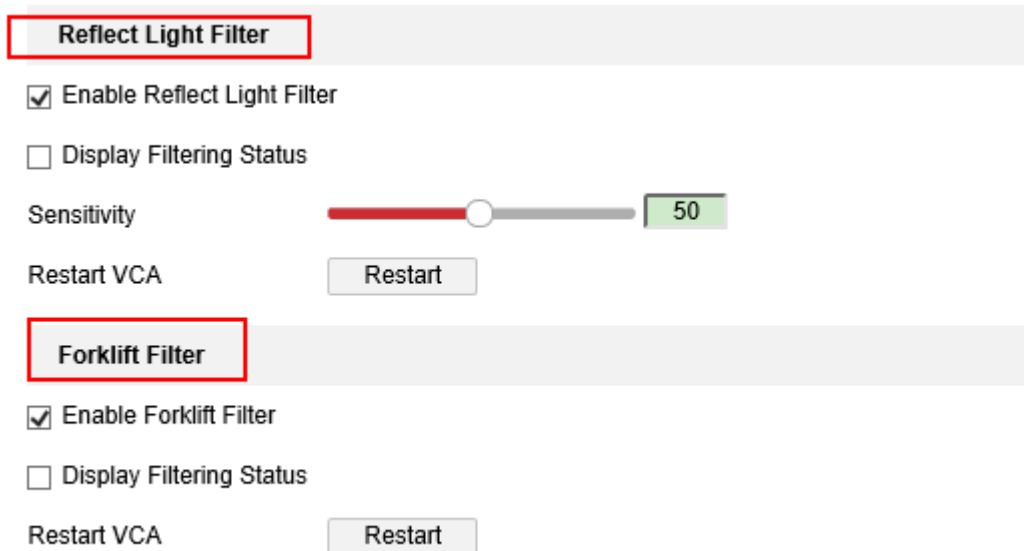 Reflect Light Filter
Enable Reflect Light Filter
Display Filtering Status
Sensitivity 50
Restart VCA Restart
Forklift Filter
Enable Forklift Filter
Display Filtering Status
Restart VCA Restart